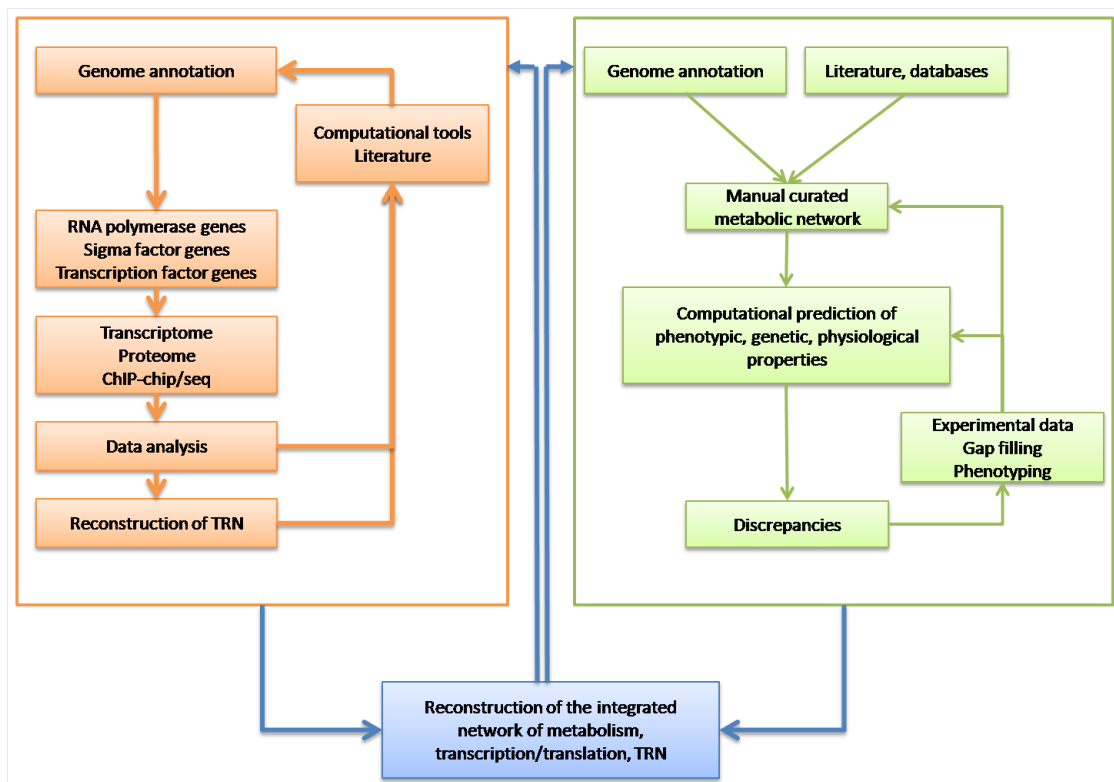 Genome annotation
Computational tools
Literature
RNA polymerase genes
Sigma factor genes
Transcription factor genes
Transcriptome
Proteome
ChIP-chip/seq
Data analysis
Reconstruction of TRN
Genome annotation
Literature, databases
Manual curated
metabolic network
Computational prediction of
phenotypic, genetic, physiological
properties
Experimental data
Gap filling
Phenotyping
Discrepancies
Reconstruction of the integrated
network of metabolism,
transcription/translation, TRN